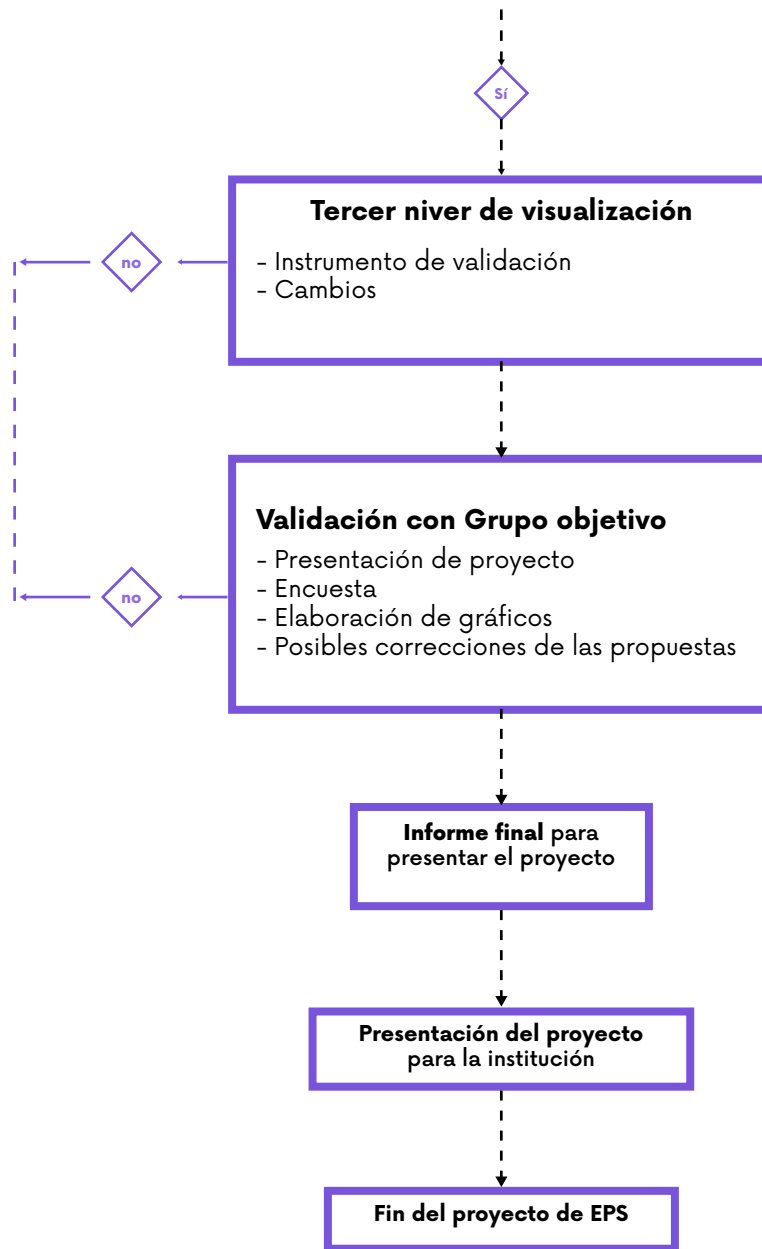 Sí
Tercer niver de visualización
no
- Instrumento de validación
- Cambios
Validación con Grupo objetivo
- Presentación de proyecto
- Encuesta
no
- Elaboración de gráficos
- Posibles correcciones de las propuestas
Informe final para
presentar el proyecto
Presentación del proyecto
para la institución
Fin del proyecto de EPS